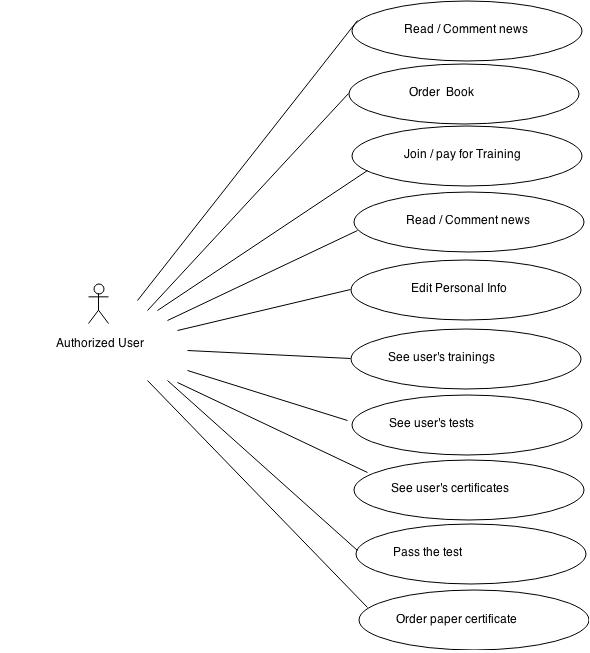 Read / Comment news
Order  Book
Join / pay for Training
Read / Comment news
Edit Personal Info
Authorized User
See user's trainings
See user's tests
See user's certificates
Pass the test
Order paper certificate